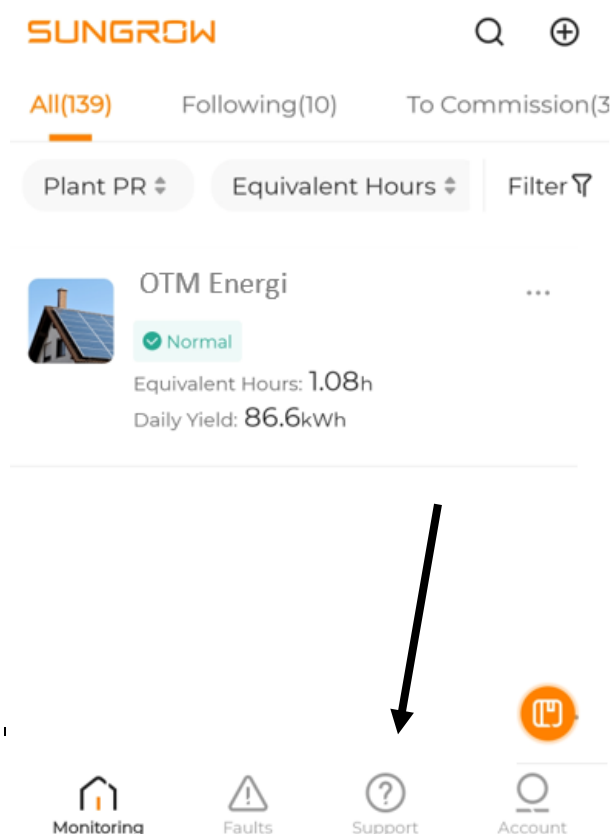 SUNGROW
All(139) Following(10) To Commission(3
Plant PR Equivalent Hours Filter
OTM Energi
Normal
Equivalent Hours: 1.08h
Daily Yield: 86.6kWh
Monitoring Faults Support Account